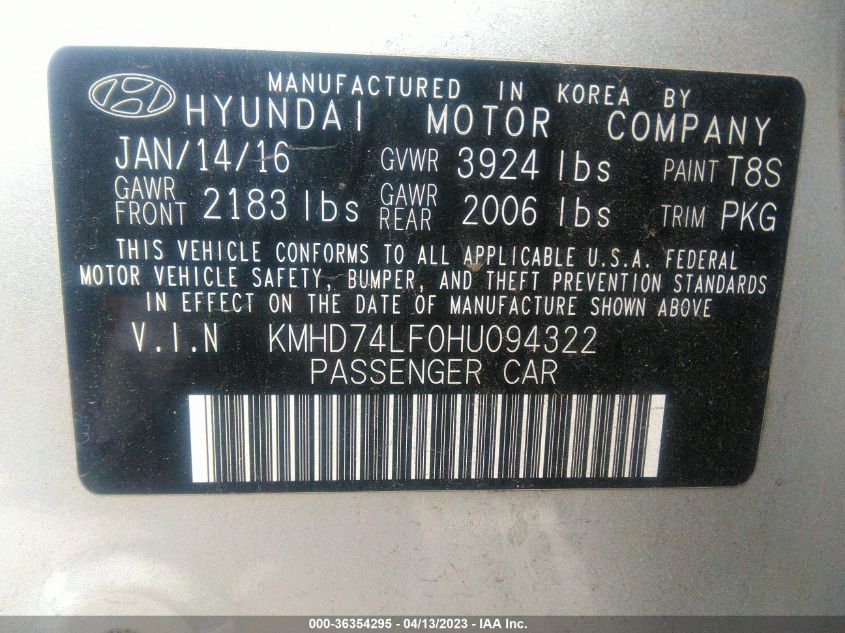 MANUFACTURED IN KOREA BY
HYUNDAI MOTOR COMPANY
JAN/14/16 GVWR 3924 lbs PAINT T8S
GAWR FRONT 2183 lbs GAWR REAR 2006 lbs TRIM PKG
THIS VEHICLE CONFORMS TO ALL APPLICABLE U.S.A. FEDERAL
MOTOR VEHICLE SAFETY, BUMPER, AND THEFT PREVENTION STANDARDS
IN EFFECT ON THE DATE OF MANUFACTURE SHOWN ABOVE
V.I.N KMHD74LF0HU094322
PASSENGER CAR
000-36354295 - 04/13/2023 - IAA Inc.